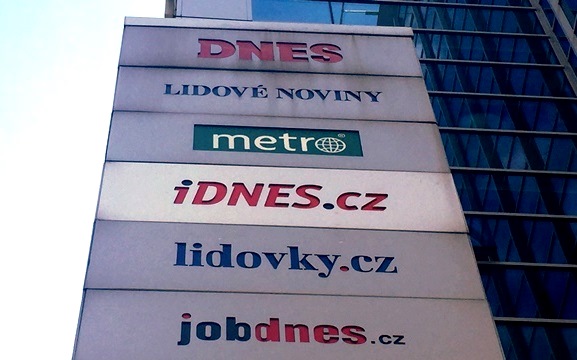 DNES
LIDOVÉ NOVINY
metro
iDNES.cz
lidovky.cz
jobdnes.cz